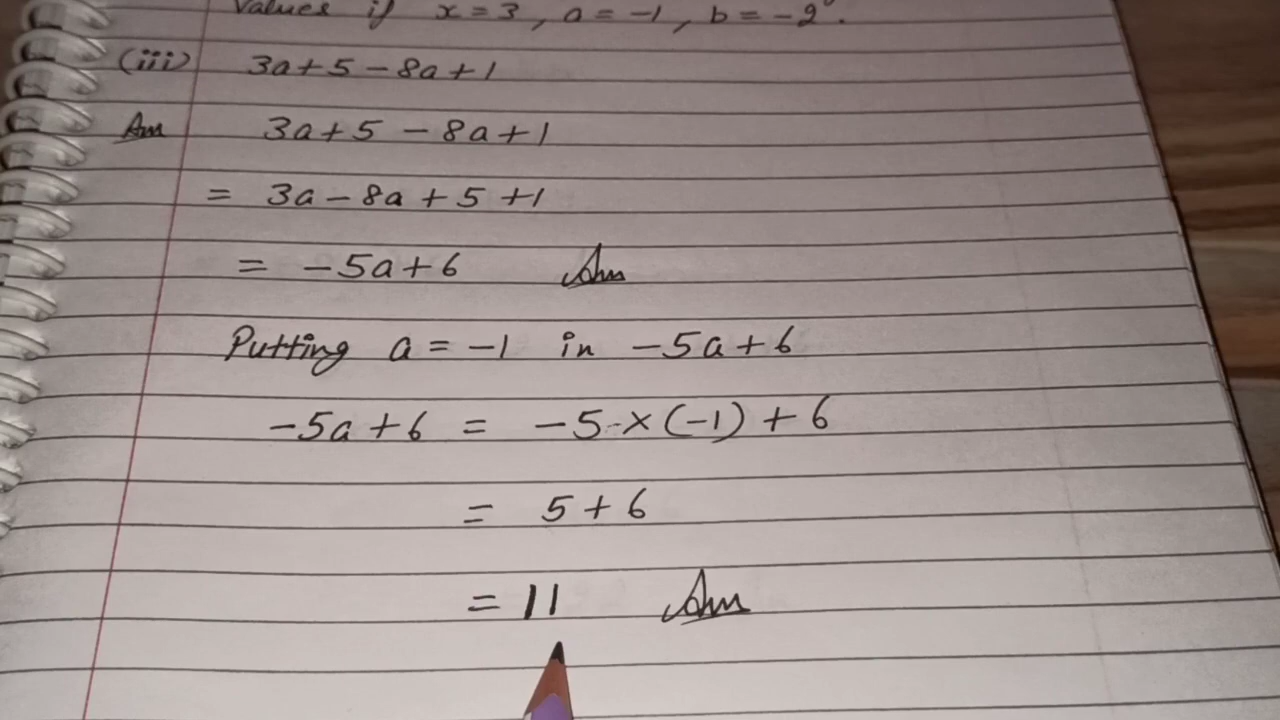 Values if x = 3, a = -1, b = -2.
(iii) 3a+5-8a+1
Ans 3a+5-8a+1
= 3a-8a+5+1
= -5a+6 Ans
Putting a = -1 in -5a+6
-5a+6 = -5×(-1)+6
= 5+6
= 11 Ans